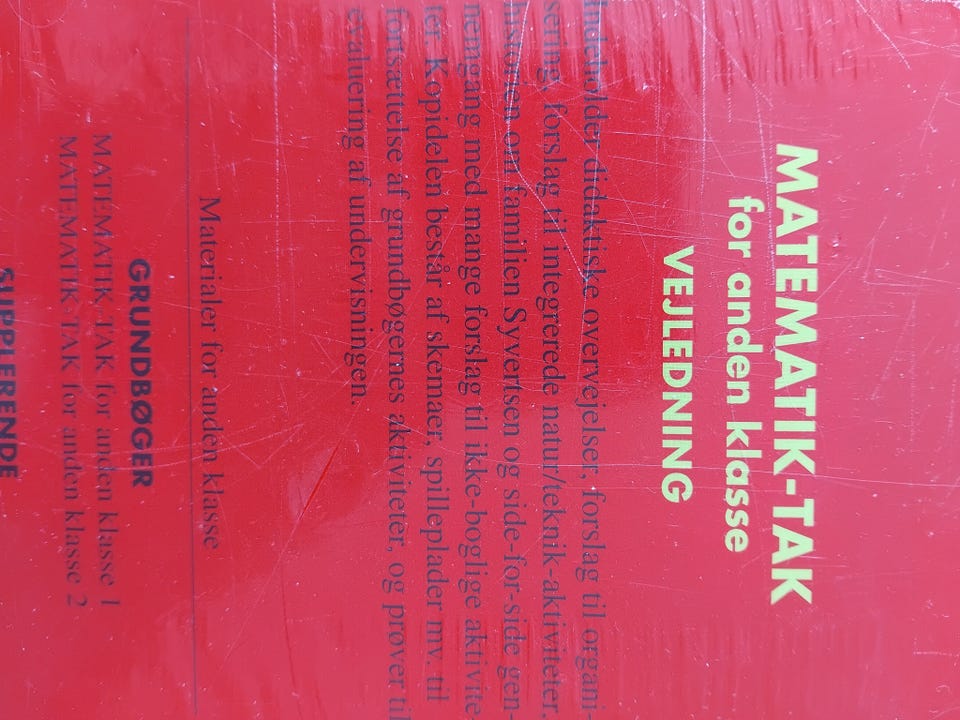 MATEMATIK-TAK
for anden klasse
VEJLEDNING
Indeholder didaktiske overvejelser, forslag til organi-
sering, forslag til integrerede natur/teknik-aktiviteter,
historien om familien Syvertsen og side-for-side gen-
nemgang med mange forslag til ikke-boglige aktivite-
ter. Kopidelen består af skemaer, spilleplader mv. til
fortsættelse af grundbøgernes aktiviteter, og prøver til
evaluering af undervisningen.
Materialer for anden klasse
GRUNDBØGER
MATEMATIK-TAK for anden klasse 1
MATEMATIK-TAK for anden klasse 2
SUPPLERENDE